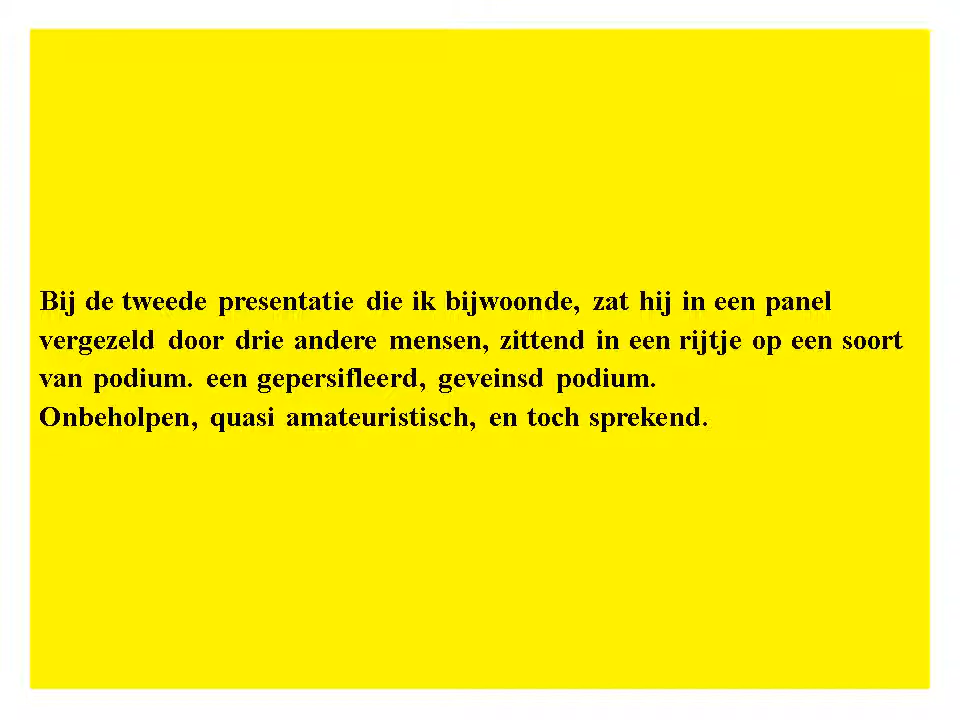 Bij de tweede presentatie die ik bijwoonde, zat hij in een panel
vergezeld door drie andere mensen, zittend in een rijtje op een soort
van podium. een gepersifleerd, geveinsd podium.
Onbeholpen, quasi amateuristisch, en toch sprekend.